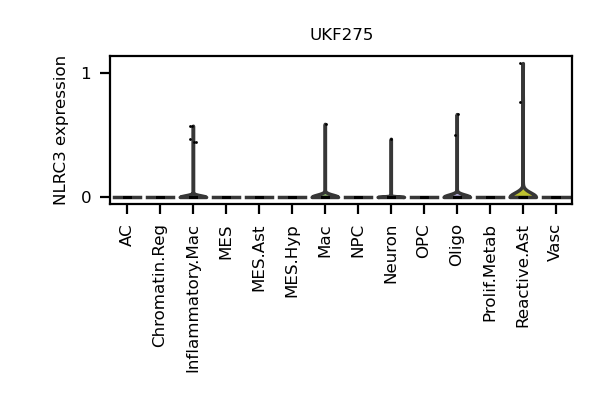 UKF275
NLRC3 expression
1
0
AC
Chromatin.Reg
Inflammatory.Mac
MES
MES.Ast
MES.Hyp
Mac
NPC
Neuron
OPC
Oligo
Prolif.Metab
Reactive.Ast
Vasc